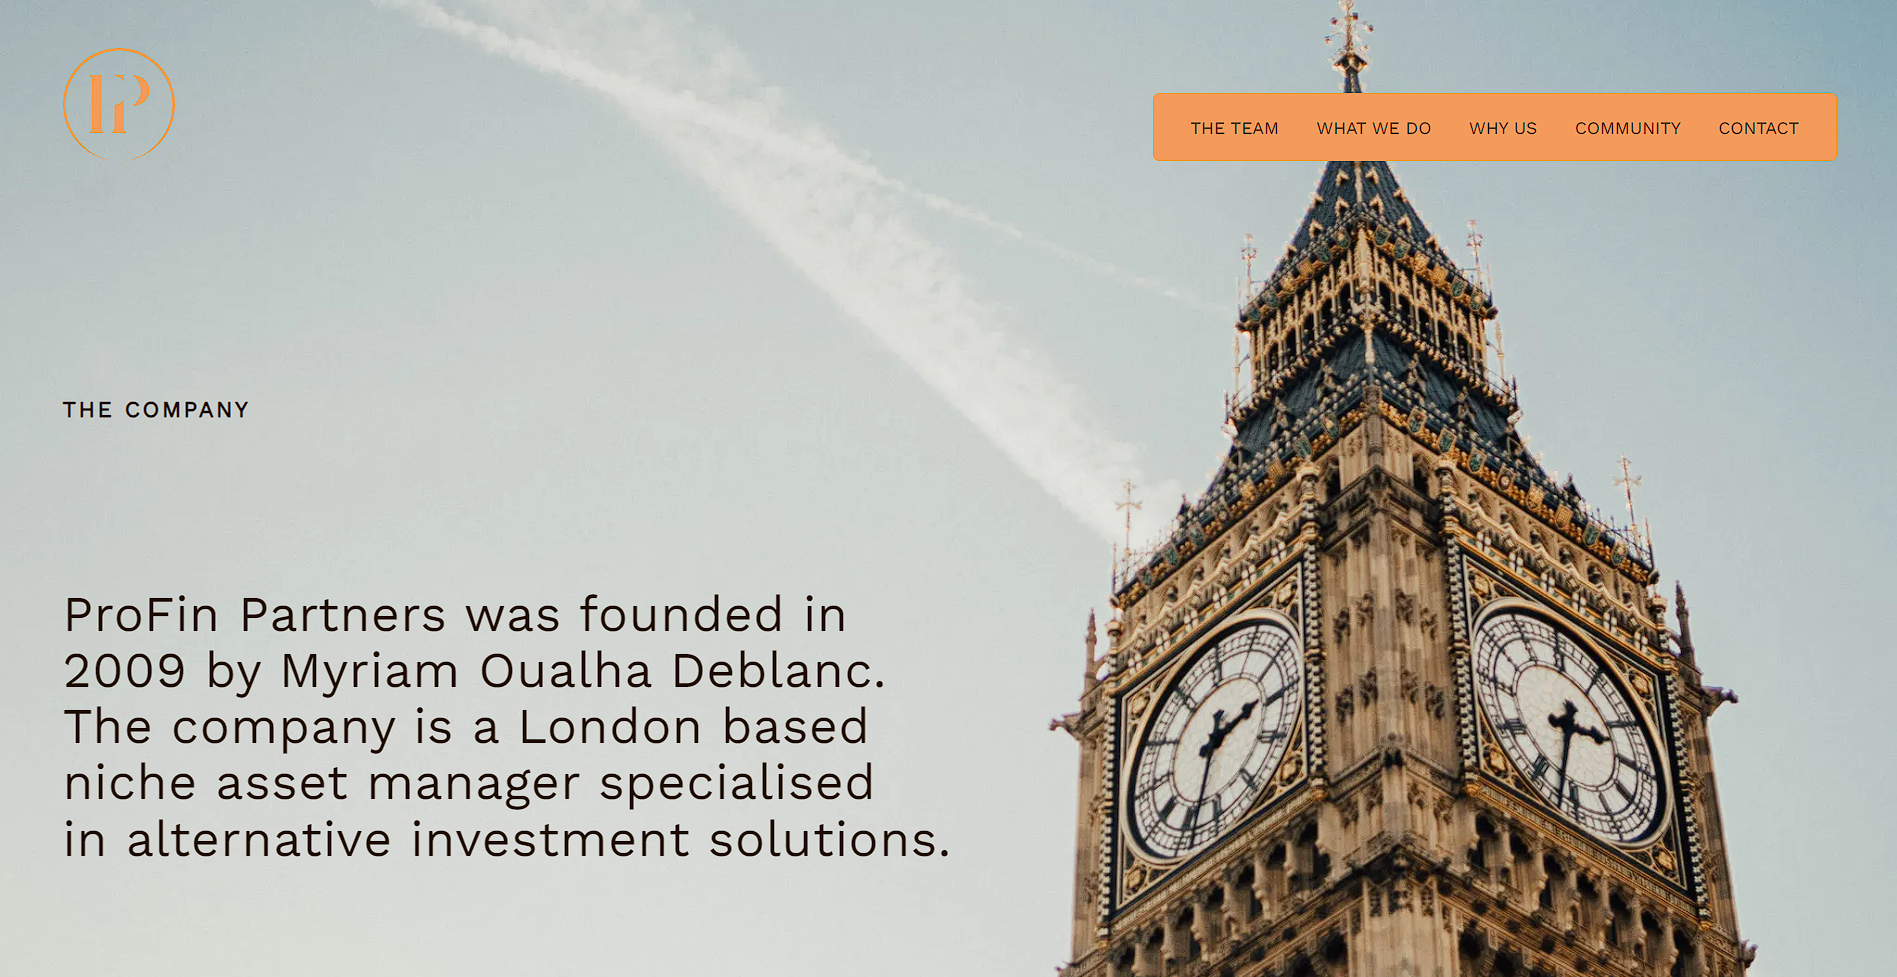 THE TEAM WHAT WE DO WHY US COMMUNITY CONTACT
THE COMPANY
ProFin Partners was founded in
2009 by Myriam Oualha Deblanc.
The company is a London based
niche asset manager specialised
in alternative investment solutions.